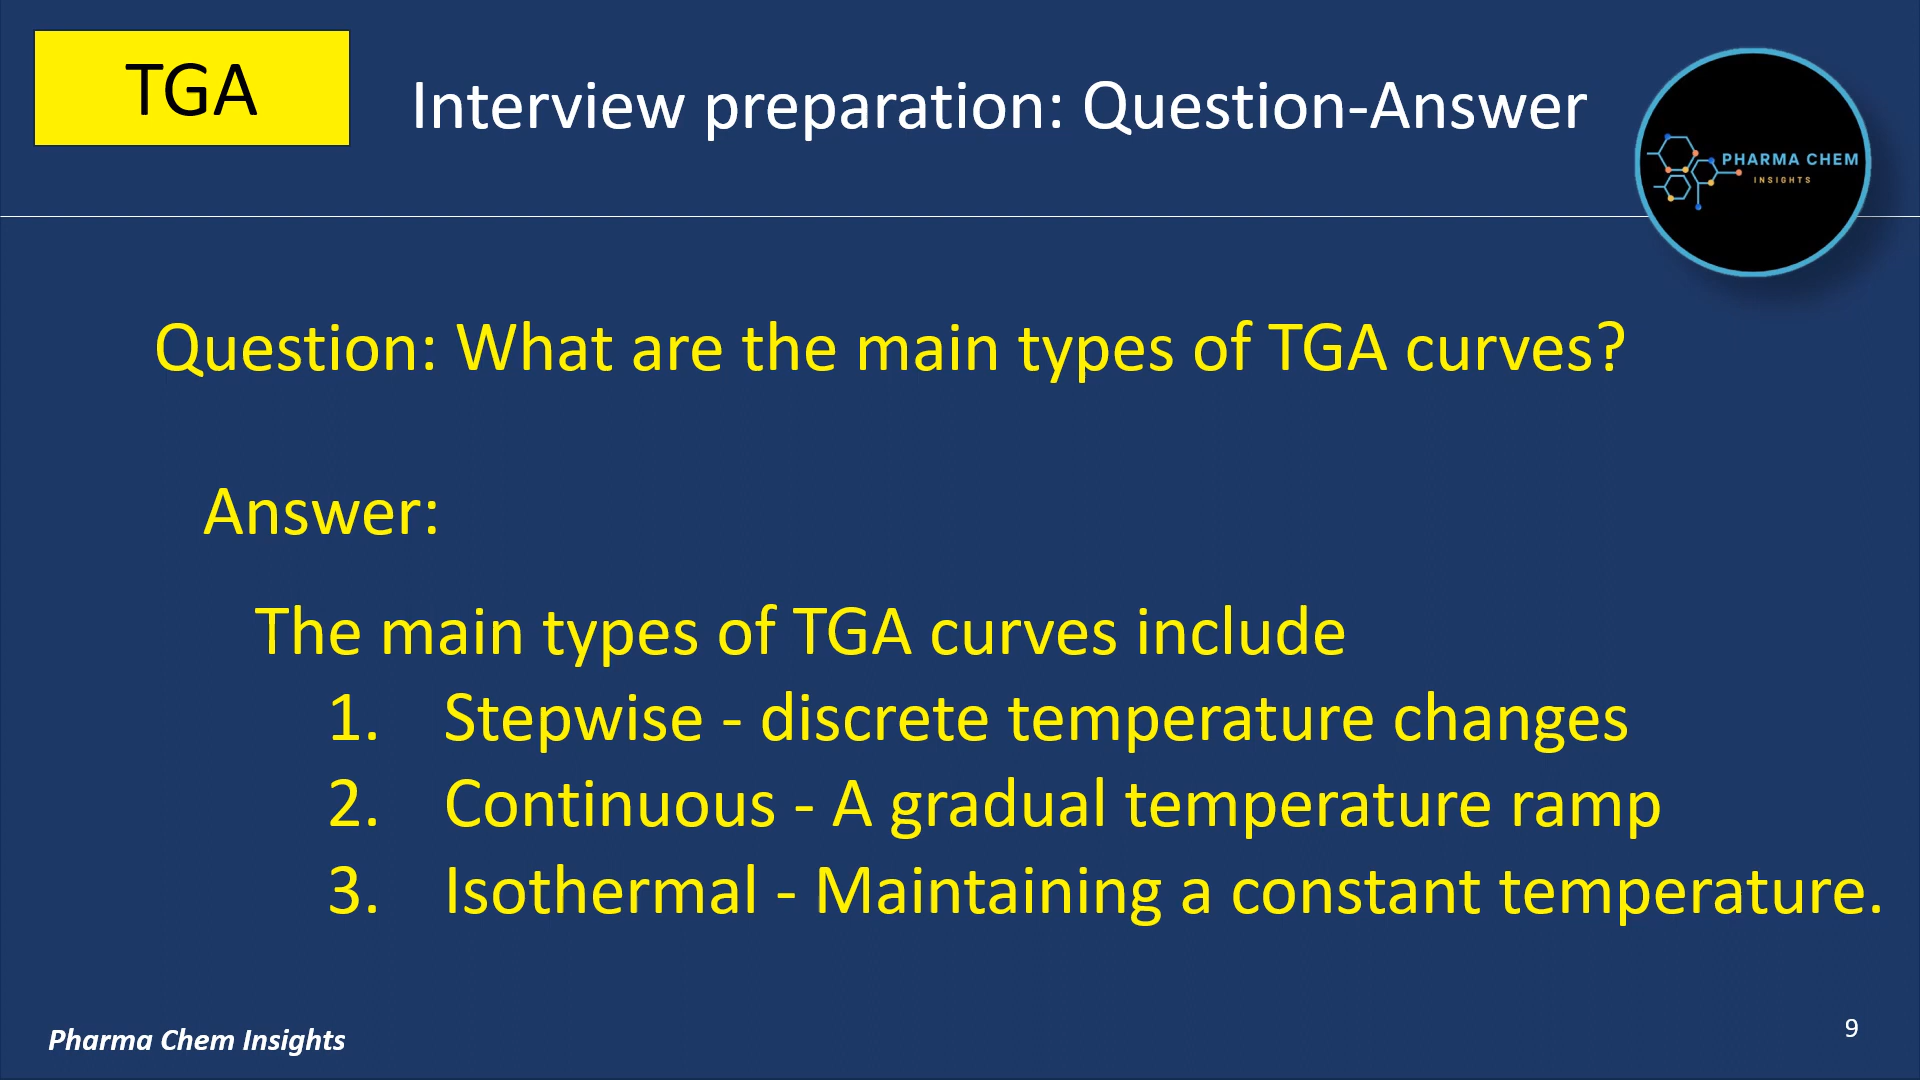 TGA
Interview preparation: Question-Answer
PHARMA CHEM
INSIGHTS
Question: What are the main types of TGA curves?
Answer:
The main types of TGA curves include
1. Stepwise - discrete temperature changes
2. Continuous - A gradual temperature ramp
3. Isothermal - Maintaining a constant temperature.
Pharma Chem Insights
9